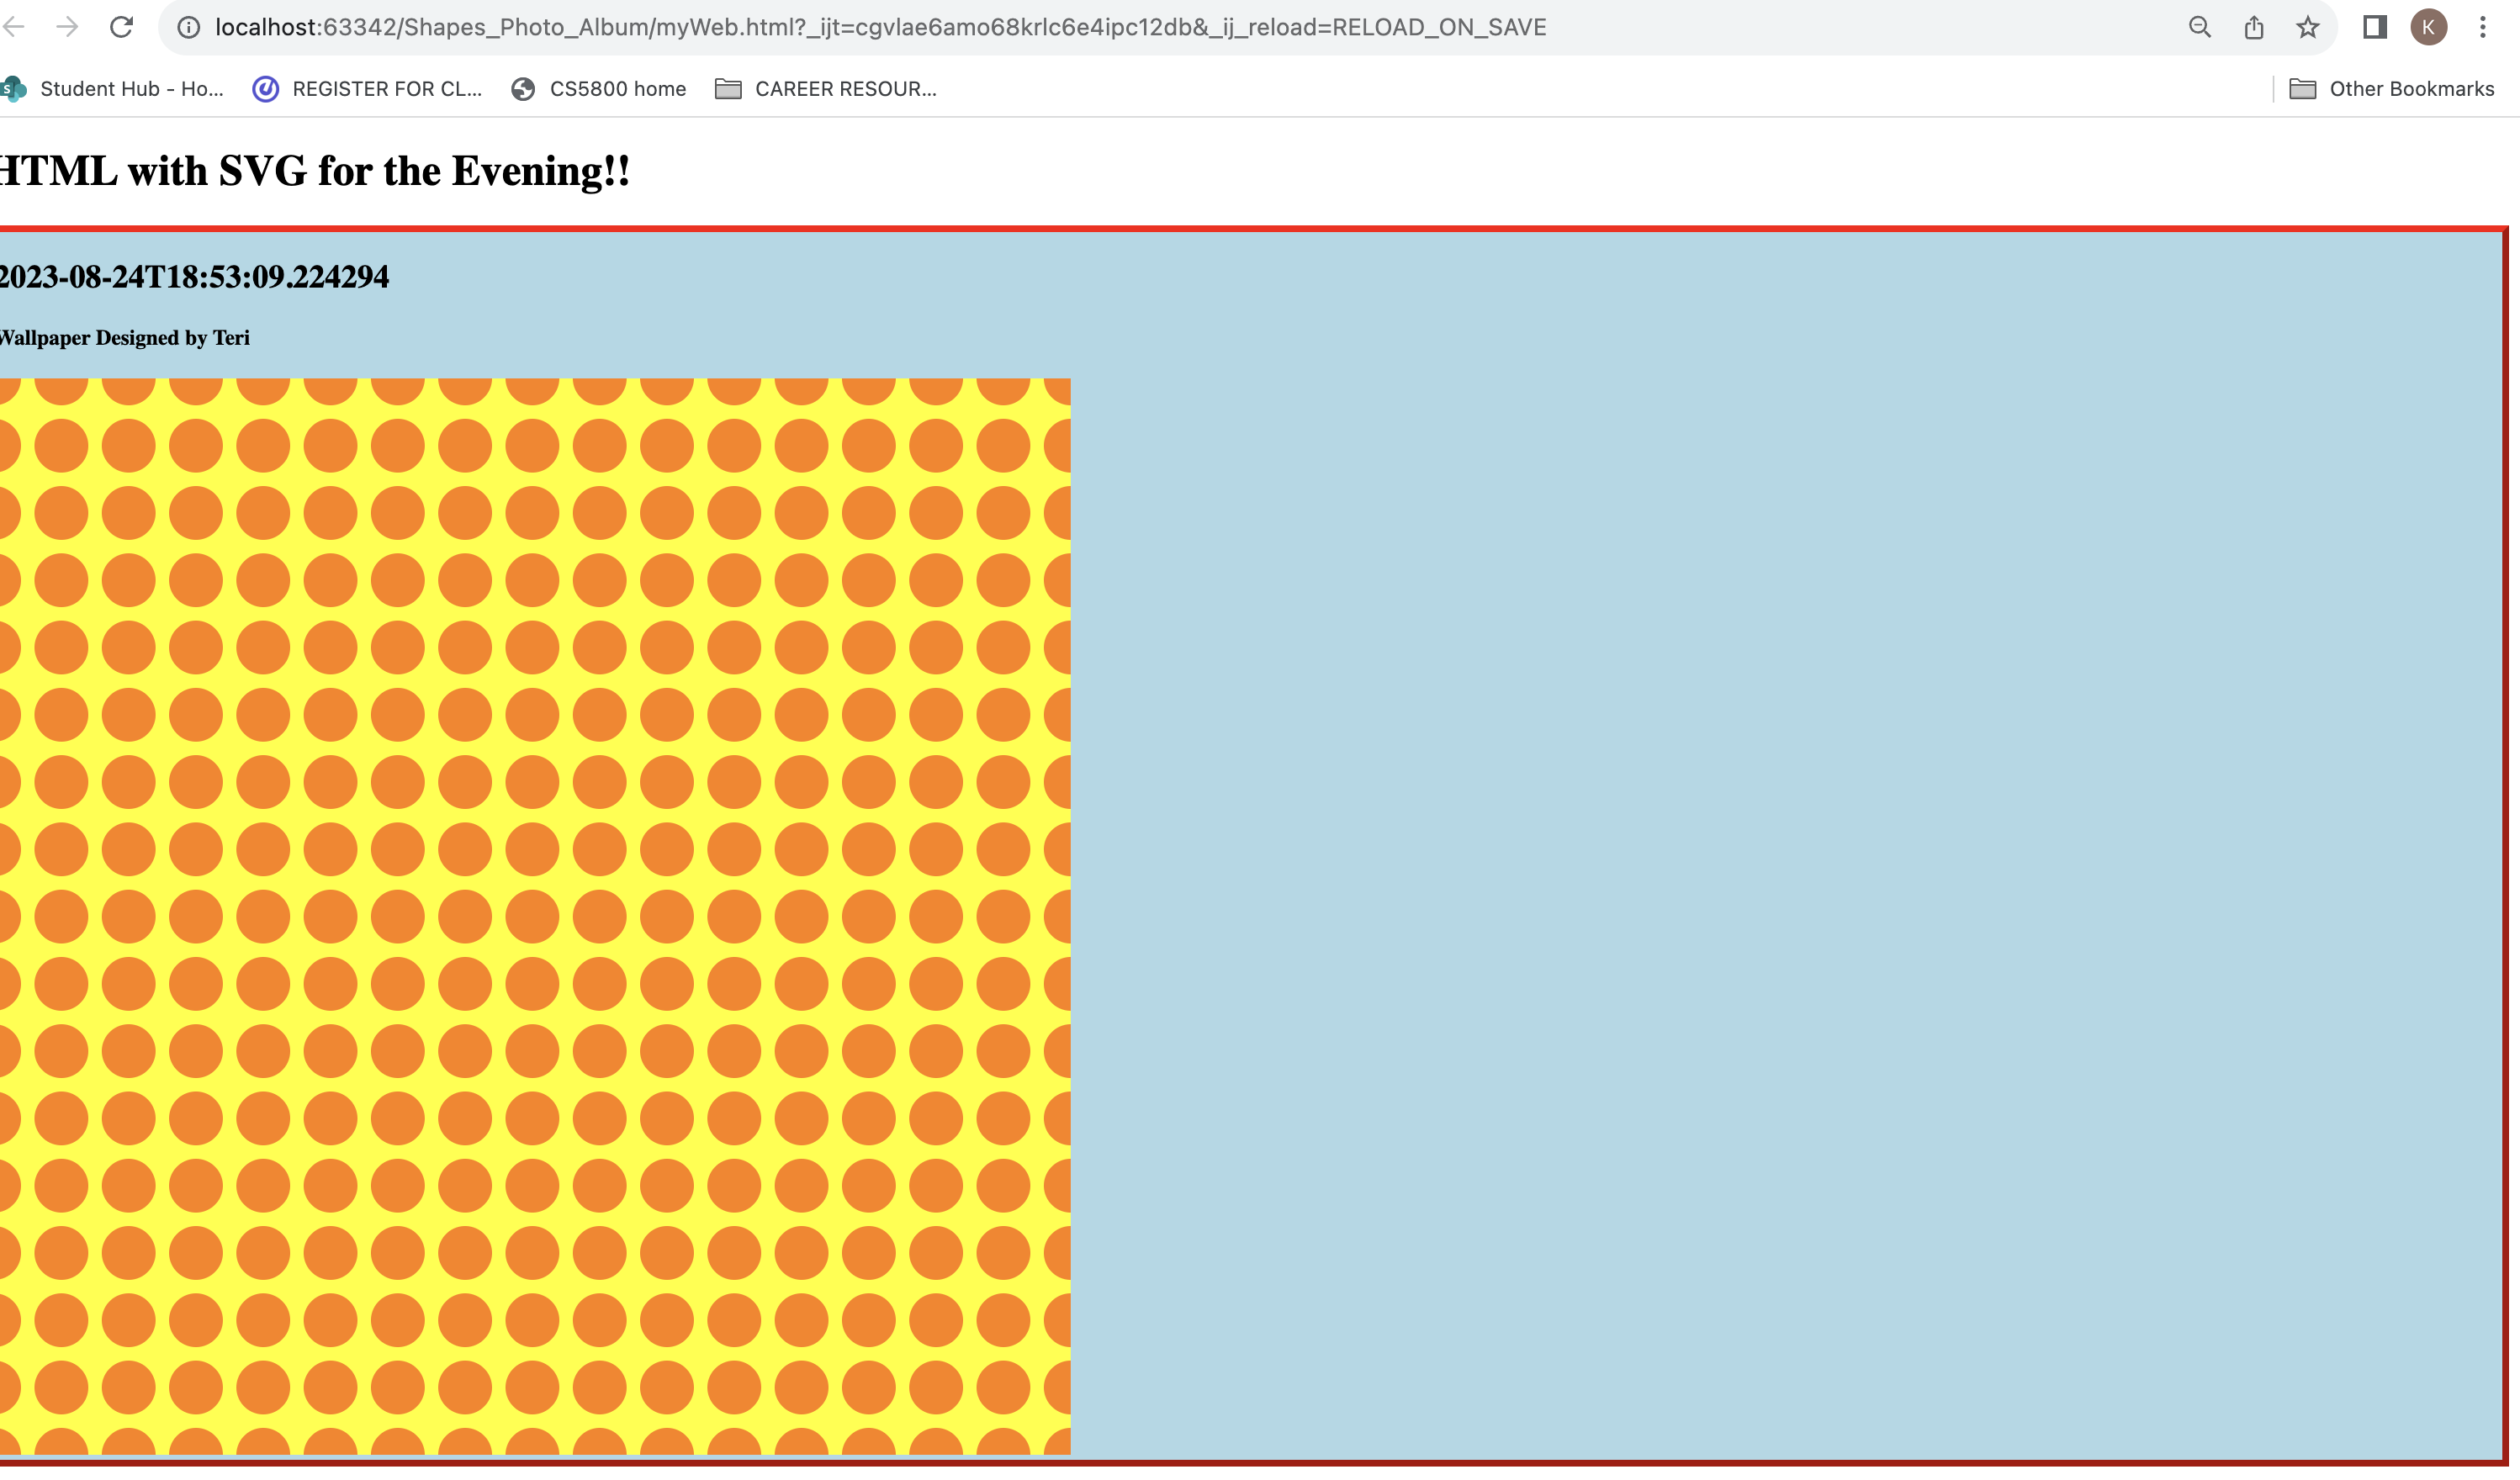 localhost:63342/Shapes_Photo_Album/myWeb.html?_ijt=cgvlae6amo68krlc6e4ipc12db&_ij_reload=RELOAD_ON_SAVE
K
S Student Hub - Ho... REGISTER FOR CL... CS5800 home CAREER RESOUR... Other Bookmarks
HTML with SVG for the Evening!!
2023-08-24T18:53:09.224294
Wallpaper Designed by Teri